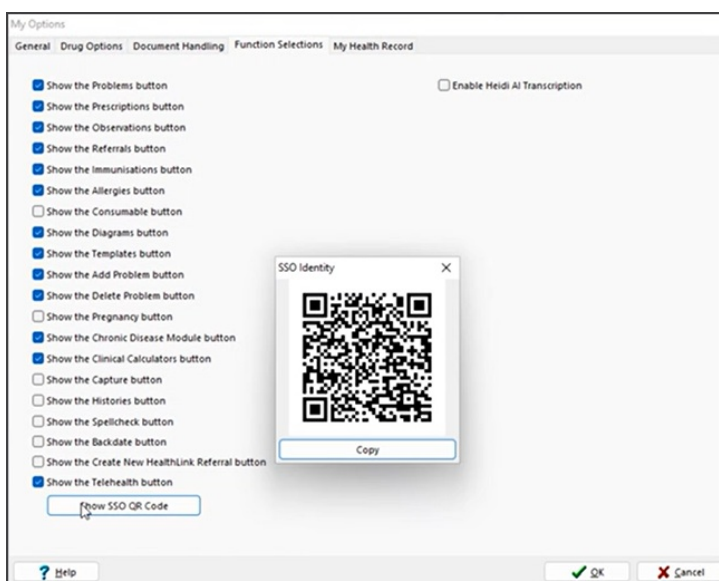 My Options
General Drug Options Document Handling Function Selections My Health Record
Show the Problems button
Enable Heidi AI Transcription
Show the Prescriptions button
Show the Observations button
Show the Referrals button
Show the Immunisations button
Show the Allergies button
Show the Consumable button
Show the Diagrams button
Show the Templates button
Show the Add Problem button
Show the Delete Problem button
Show the Pregnancy button
Show the Chronic Disease Module button
Show the Clinical Calculators button
Show the Capture button
Show the Histories button
Show the Spellcheck button
Show the Backdate button
Show the Create New HealthLink Referral button
Show the Telehealth button
Show SSO QR Code
SSO Identity
Copy
Help
OK
Cancel